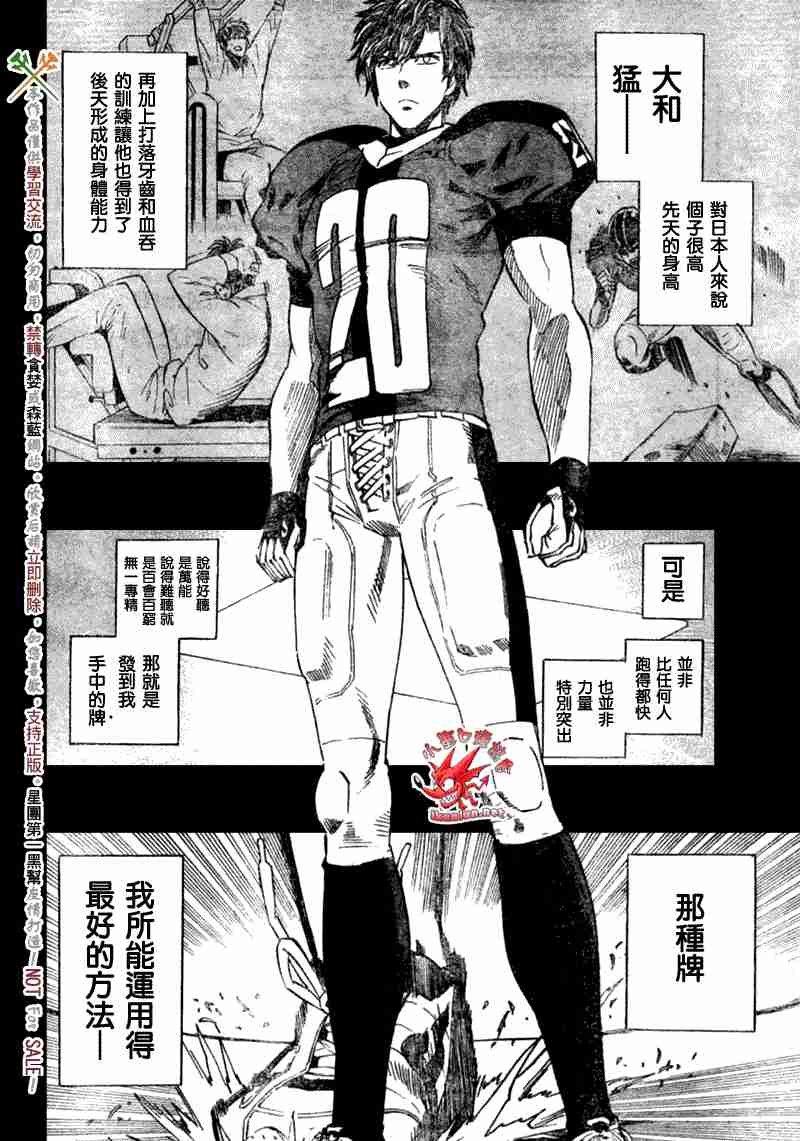 大和
猛——
對日本人來說
個子很高
先天的身高
再加上打落牙齒和血吞
的訓練讓他也得到了
後天形成的身體能力
20
可是
並非
比任何人
跑得都快
也並非
力量
特別突出
說得好聽
是萬能
說得難聽就
是百會百窮
無一專精
那就是
發到我
手中的牌.
那種牌
我所能運用得
最好的方法——
本作品僅供學習交流，切勿商用，禁轉貪婪或森藍網站。欣賞后請立即刪除，如您喜歡，支持正版。星團第一黑幫友情打造—NOT For SALE—